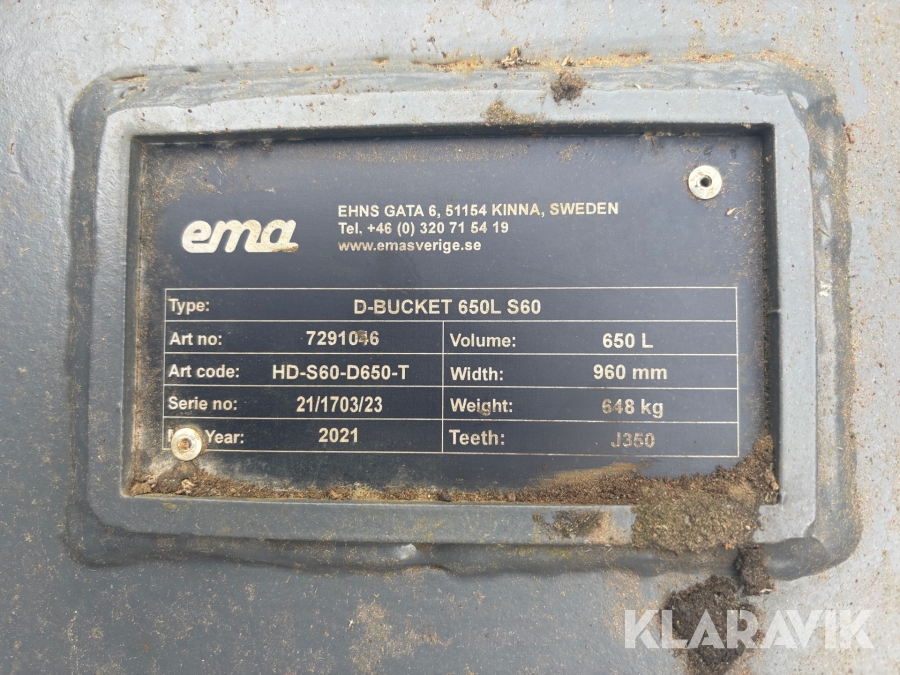 ema
EHNS GATA 6, 51154 KINNA, SWEDEN
Tel. +46 (0) 320 71 54 19
www.emasverige.se
Type: D-BUCKET 650L S60
Art no: 7291046 Volume: 650 L
Art code: HD-S60-D650-T Width: 960 mm
Serie no: 21/1703/23 Weight: 648 kg
Year: 2021 Teeth: J350
KLARAVIK